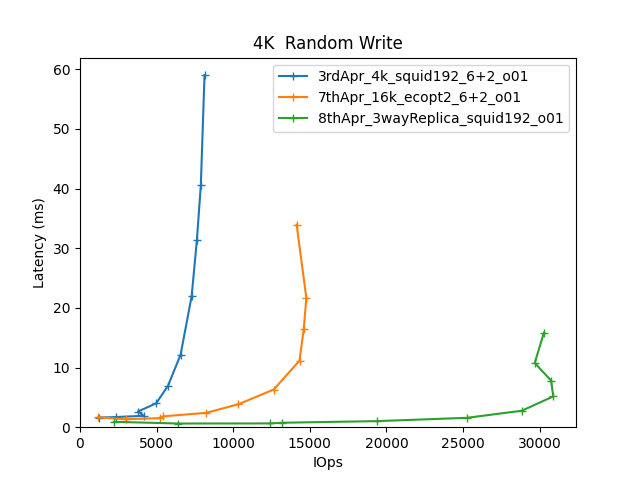 4K  Random Write
3rdApr_4k_squid192_6+2_o01
7thApr_16k_ecopt2_6+2_o01
8thApr_3wayReplica_squid192_o01
Latency (ms)
60
50
40
30
20
10
0
0 5000 10000 15000 20000 25000 30000
IOps